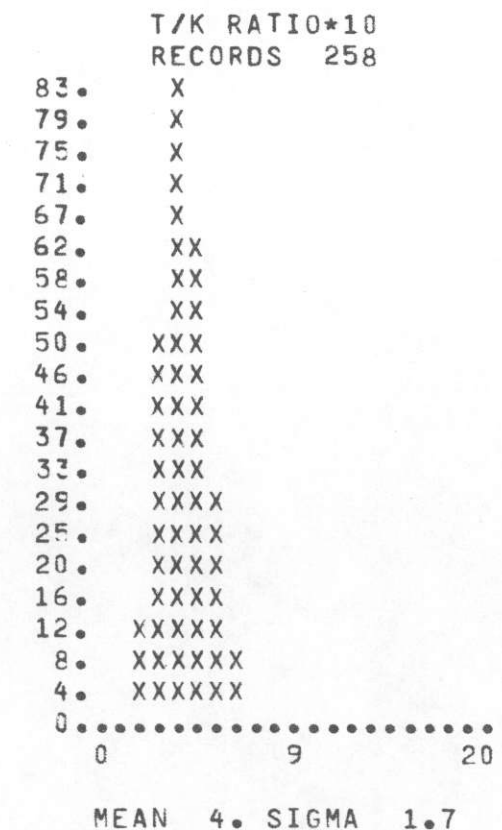 T/K RATIO*10
RECORDS 258
83. X
79. X
75. X
71. X
67. X
62. XX
58. XX
54. XX
50. XXX
46. XXX
41. XXX
37. XXX
33. XXX
29. XXXX
25. XXXX
20. XXXX
16. XXXX
12. XXXXX
8. XXXXXX
4. XXXXXX
0......................
0 9 20
MEAN 4. SIGMA 1.7